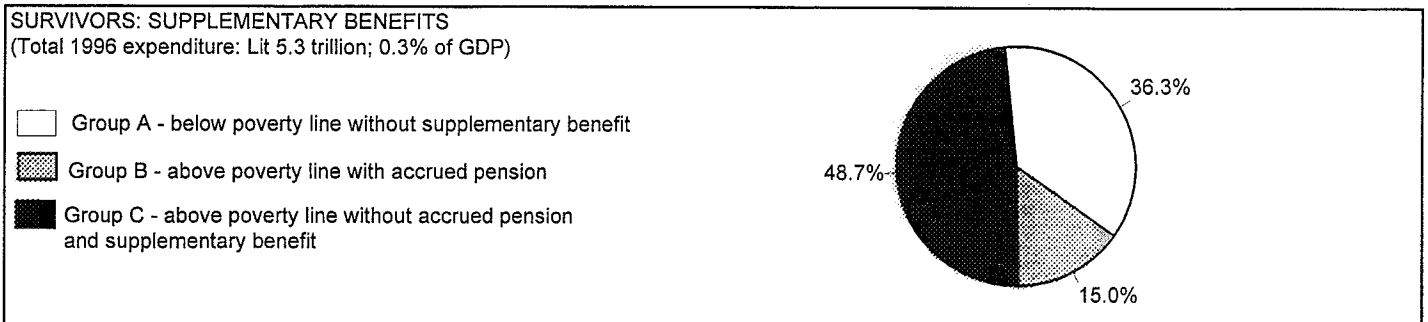 SURVIVORS: SUPPLEMENTARY BENEFITS
(Total 1996 expenditure: Lit 5.3 trillion; 0.3% of GDP)
Group A - below poverty line without supplementary benefit
Group B - above poverty line with accrued pension
Group C - above poverty line without accrued pension
and supplementary benefit
36.3%
48.7%
15.0%